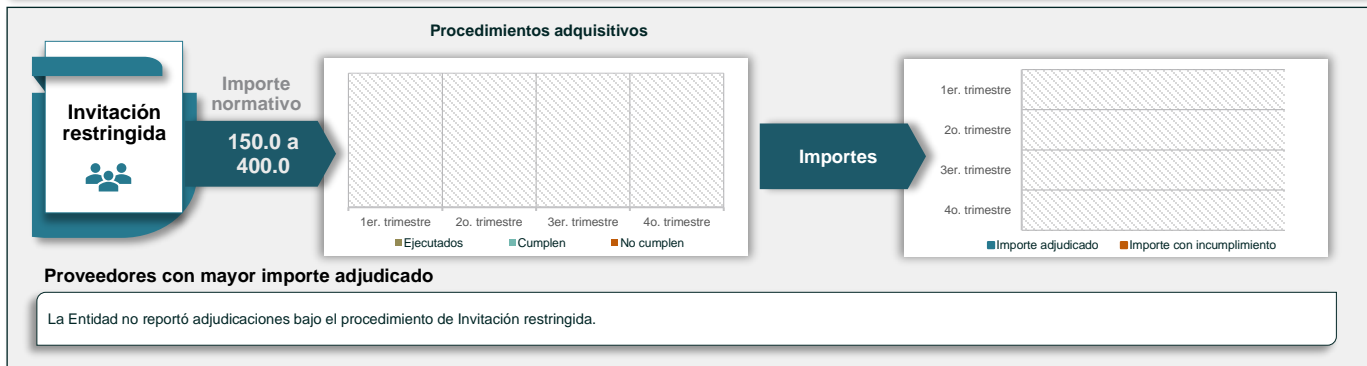 Procedimientos adquisitivos
Invitación
restringida
Importe
normativo
150.0 a
400.0
1er. trimestre
2o. trimestre
3er. trimestre
4o. trimestre
Ejecutados
Cumplen
No cumplen
Importes
1er. trimestre
2o. trimestre
3er. trimestre
4o. trimestre
Importe adjudicado
Importe con incumplimiento
Proveedores con mayor importe adjudicado
La Entidad no reportó adjudicaciones bajo el procedimiento de Invitación restringida.